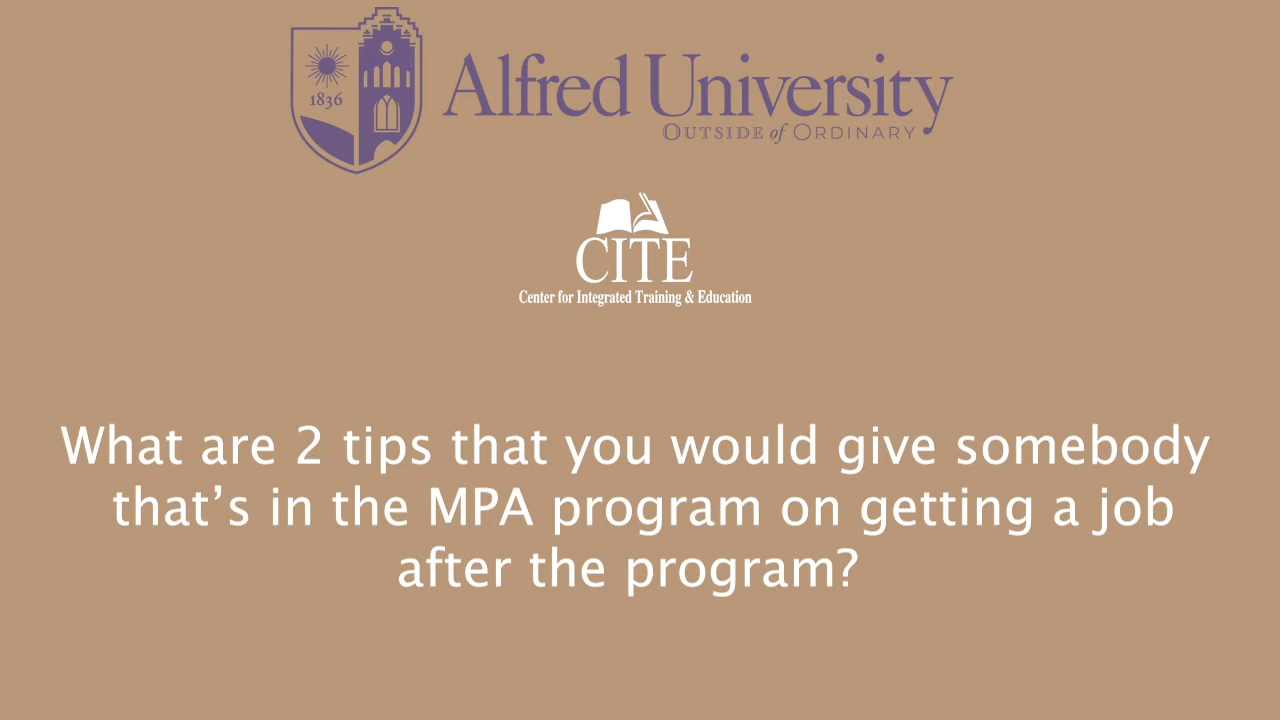 1836
Alfred University
OUTSIDE of ORDINARY
CITE
Center for Integrated Training & Education
What are 2 tips that you would give somebody
that’s in the MPA program on getting a job
after the program?